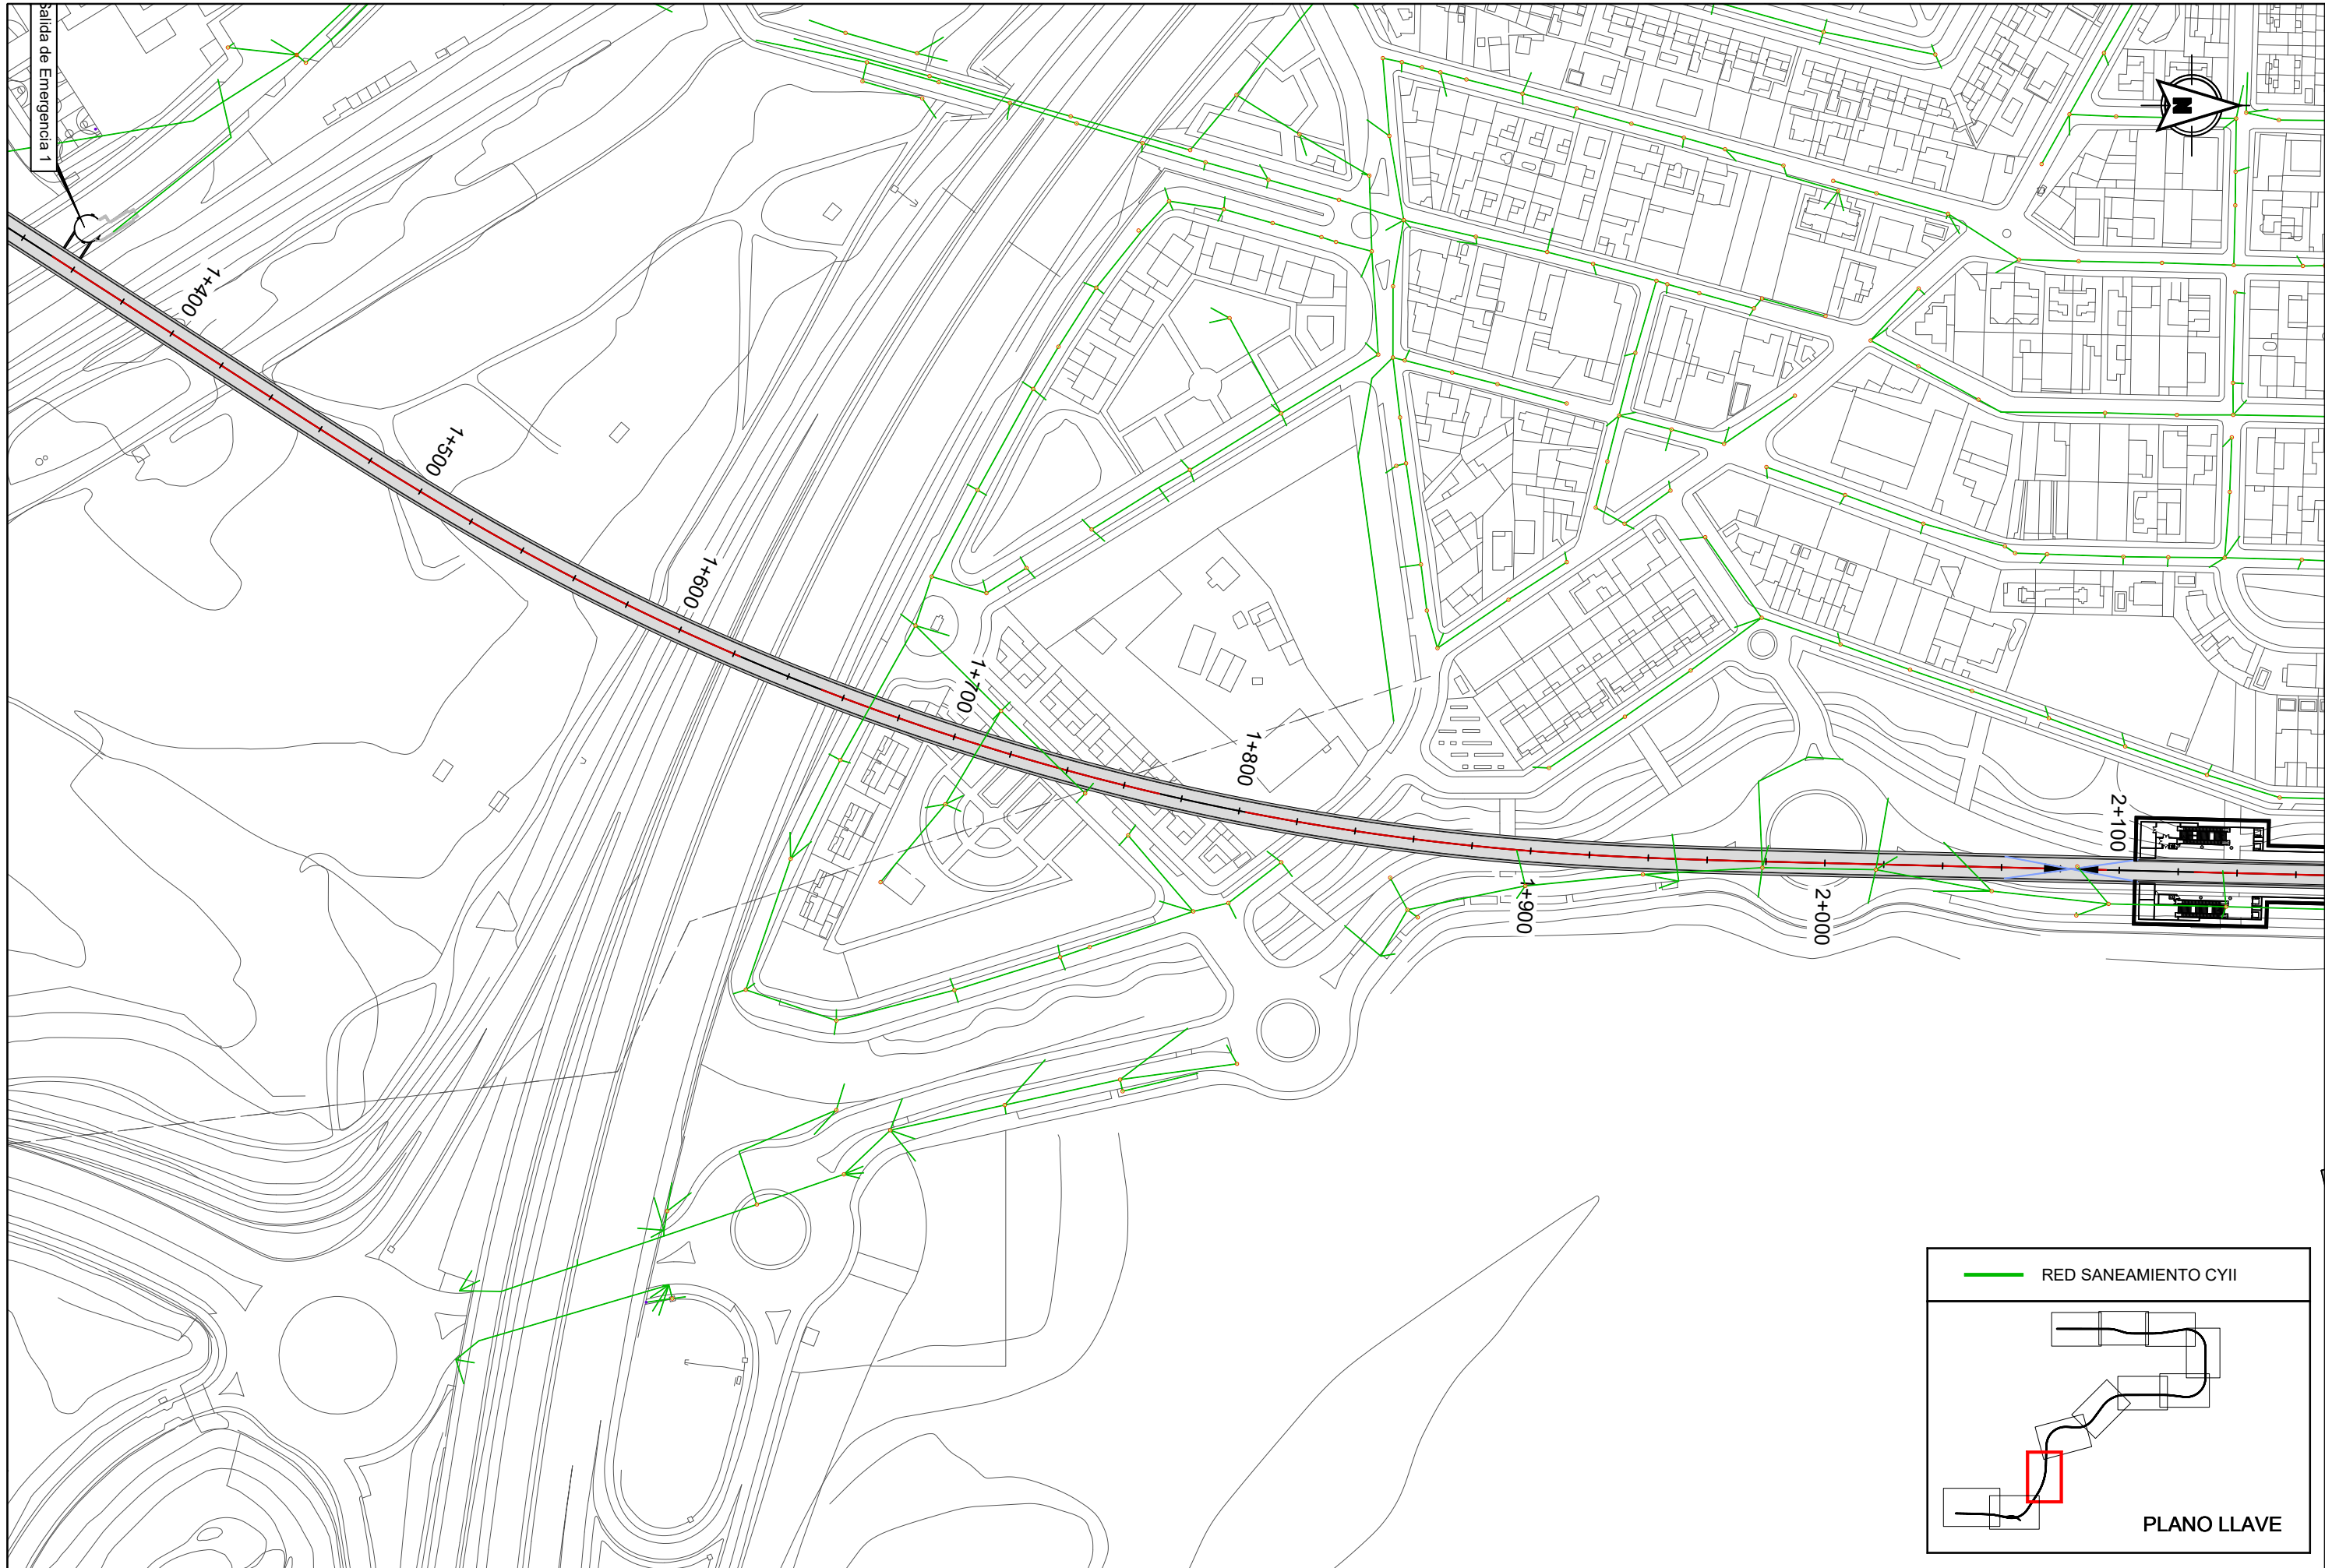 Salida de Emergencia 1
N
1+400
1+500
1+600
1+700
1+800
1+900
2+000
2+100
RED SANEAMIENTO CYII
PLANO LLAVE